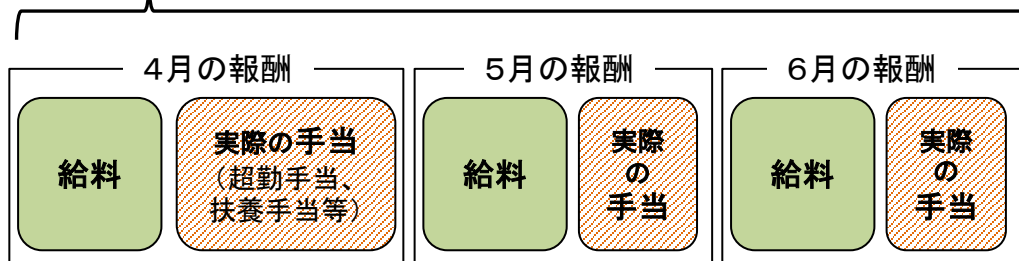 ４月の報酬
給料
実際の手当
（超勤手当、
扶養手当等）
５月の報酬
給料
実際
の
手当
６月の報酬
給料
実際
の
手当